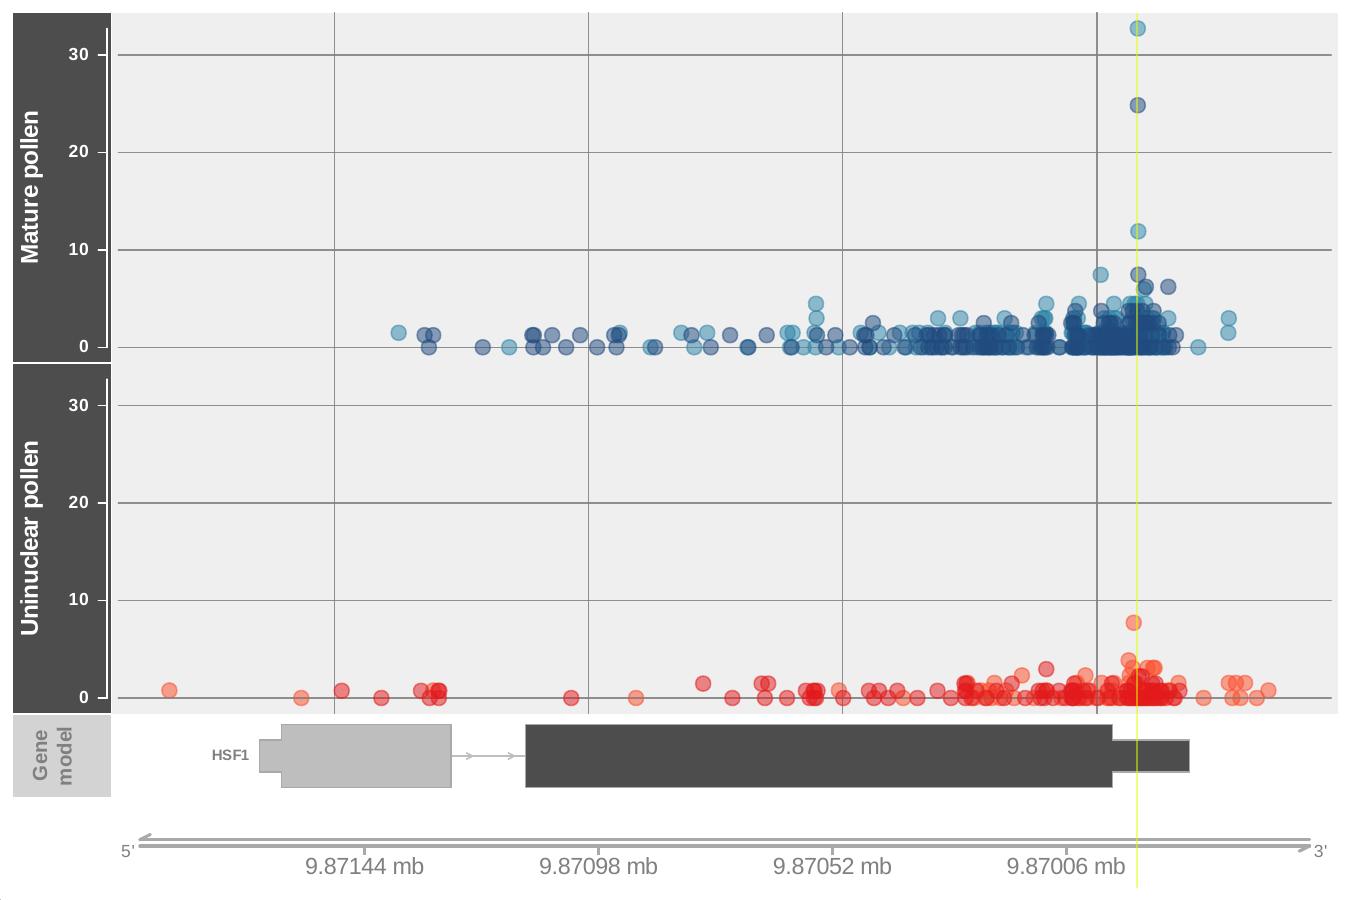 Mature pollen
30
20
10
0
Uninuclear pollen
30
20
10
0
Gene
model
HSF1
5'
3'
9.87144 mb
9.87098 mb
9.87052 mb
9.87006 mb